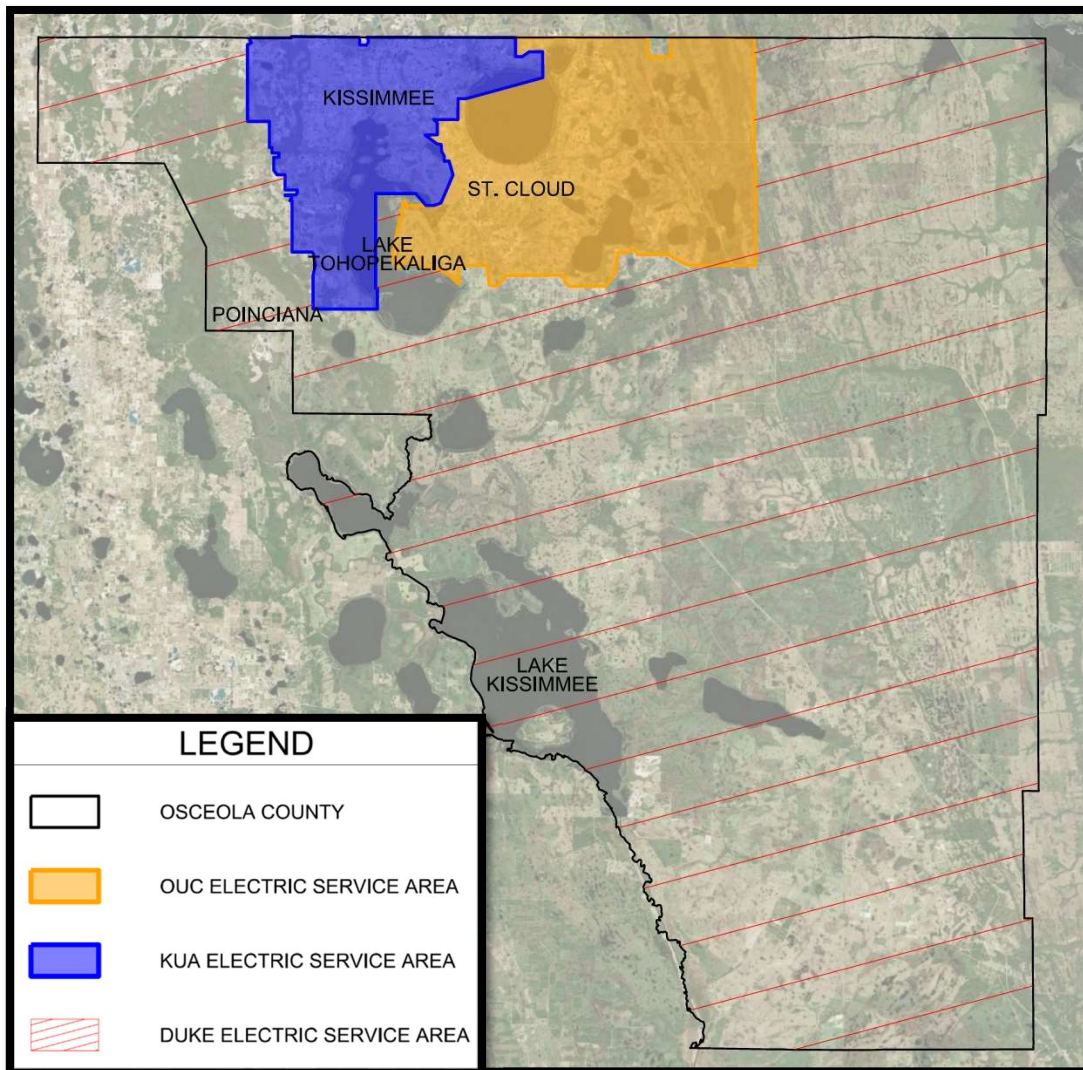 KISSIMMEE
ST. CLOUD
LAKE
TOHOPEKALIGA
POINCIANA
LAKE
KISSIMMEE
LEGEND
OSCEOLA COUNTY
OUC ELECTRIC SERVICE AREA
KUA ELECTRIC SERVICE AREA
DUKE ELECTRIC SERVICE AREA